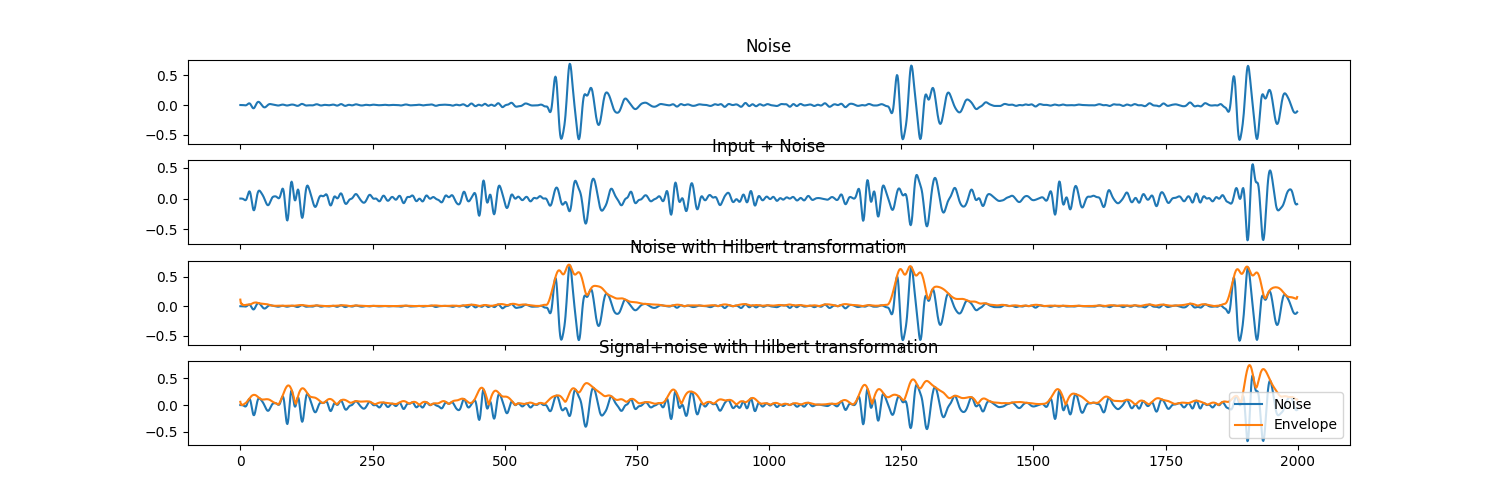 Noise
0.5
0.0
−0.5
Input + Noise
0.5
0.0
−0.5
Noise with Hilbert transformation
0.5
0.0
−0.5
Signal+noise with Hilbert transformation
0.5
0.0
−0.5
Noise
Envelope
0 250 500 750 1000 1250 1500 1750 2000